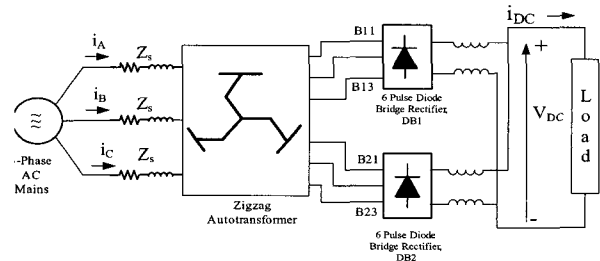 i_A
Z_s
i_B
Z_s
i_C
Z_s
-Phase
AC
Mains
Zigzag
Autotransformer
B11
B13
6 Pulse Diode
Bridge Rectifier,
DB1
B21
B23
6 Pulse Diode
Bridge Rectifier,
DB2
i_DC
+
V_DC
-
Load